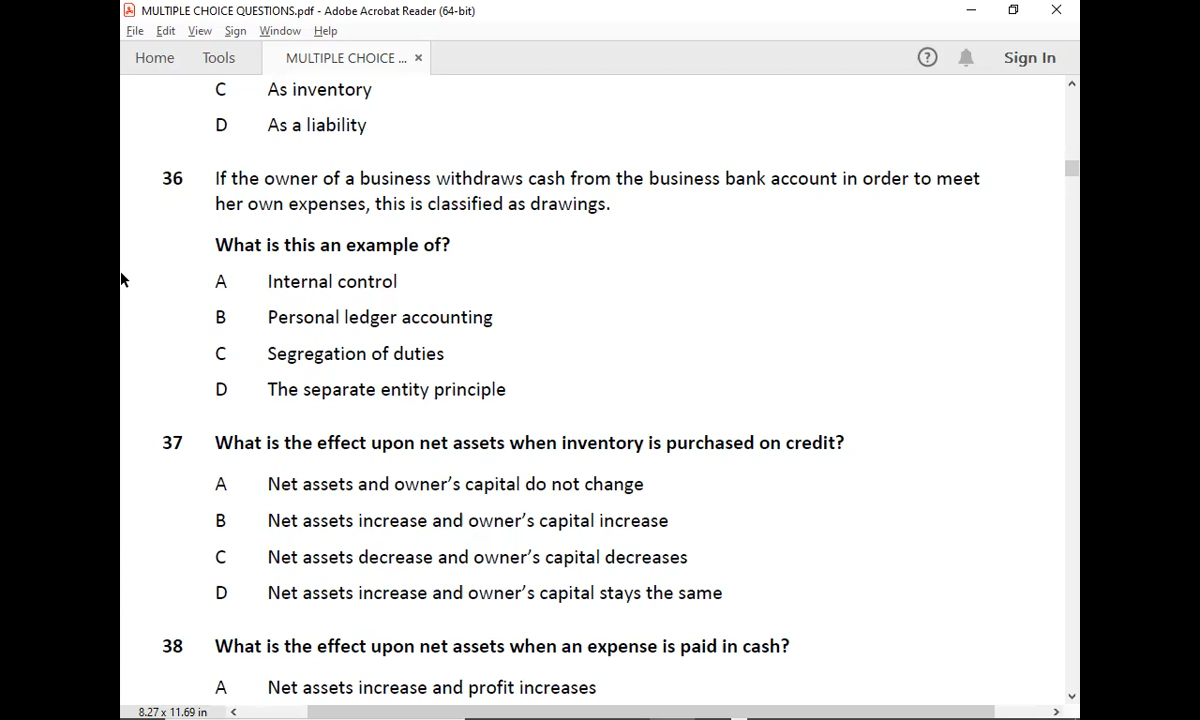 MULTIPLE CHOICE QUESTIONS.pdf - Adobe Acrobat Reader (64-bit)
File Edit View Sign Window Help
Home Tools MULTIPLE CHOICE ... × ? Sign In
C As inventory
D As a liability
36 If the owner of a business withdraws cash from the business bank account in order to meet
her own expenses, this is classified as drawings.
What is this an example of?
A Internal control
B Personal ledger accounting
C Segregation of duties
D The separate entity principle
37 What is the effect upon net assets when inventory is purchased on credit?
A Net assets and owner’s capital do not change
B Net assets increase and owner’s capital increase
C Net assets decrease and owner’s capital decreases
D Net assets increase and owner’s capital stays the same
38 What is the effect upon net assets when an expense is paid in cash?
A Net assets increase and profit increases
8.27 x 11.69 in